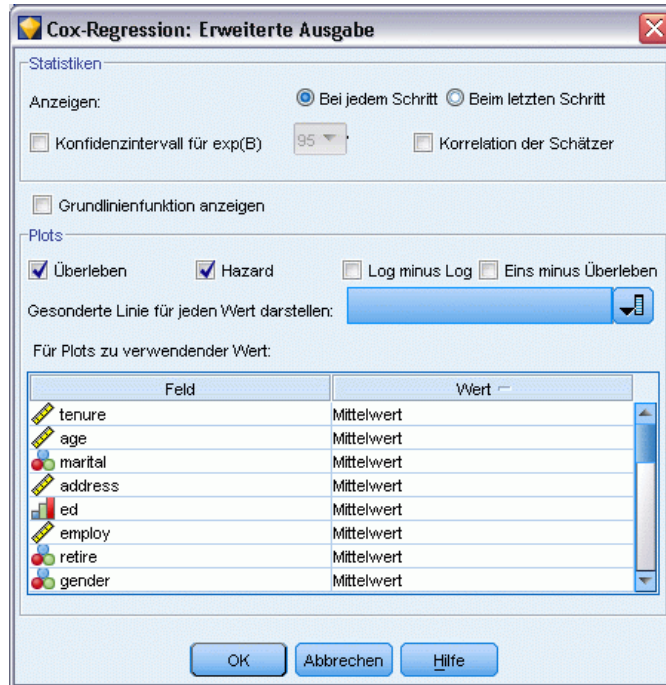 Cox-Regression: Erweiterte Ausgabe
Statistiken
Anzeigen: Bei jedem Schritt Beim letzten Schritt
Konfidenzintervall für exp(B) 95 Korrelation der Schätzer
Grundlinienfunktion anzeigen
Plots
Überleben Hazard Log minus Log Eins minus Überleben
Gesonderte Linie für jeden Wert darstellen:
Für Plots zu verwendender Wert:
Feld Wert
tenure Mittelwert
age Mittelwert
marital Mittelwert
address Mittelwert
ed Mittelwert
employ Mittelwert
retire Mittelwert
gender Mittelwert
OK Abbrechen Hilfe